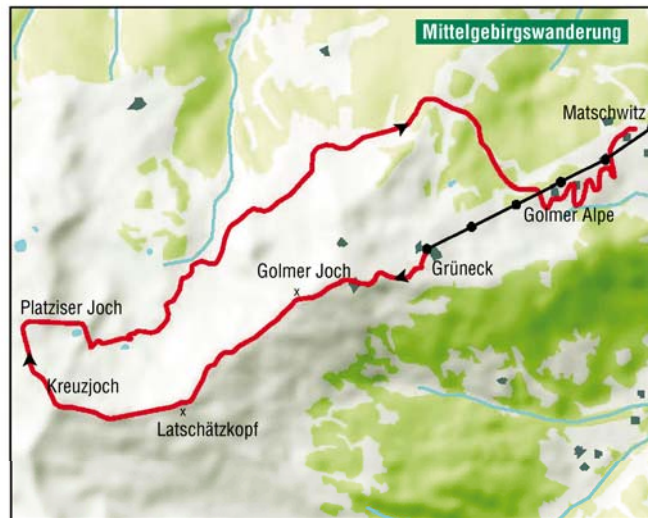 Mittelgebirgswanderung
Matschwitz
Golmer Alpe
Grüneck
Golmer Joch
x
Platziser Joch
Kreuzjoch
x
Latschätzkopf